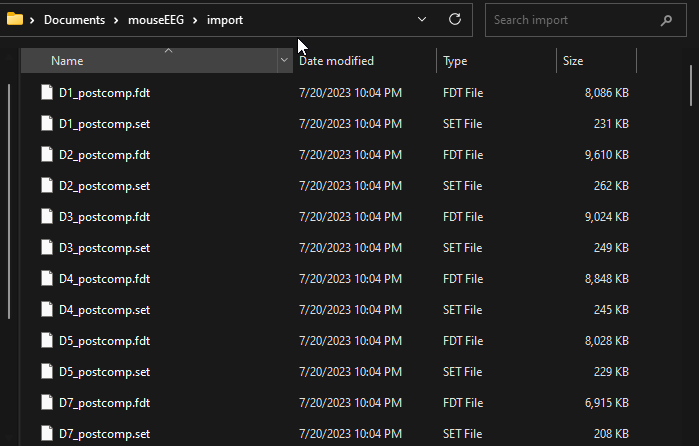 Documents mouseEEG import Search import
Name Date modified Type Size
D1_postcomp.fdt 7/20/2023 10:04 PM FDT File 8,086 KB
D1_postcomp.set 7/20/2023 10:04 PM SET File 231 KB
D2_postcomp.fdt 7/20/2023 10:04 PM FDT File 9,610 KB
D2_postcomp.set 7/20/2023 10:04 PM SET File 262 KB
D3_postcomp.fdt 7/20/2023 10:04 PM FDT File 9,024 KB
D3_postcomp.set 7/20/2023 10:04 PM SET File 249 KB
D4_postcomp.fdt 7/20/2023 10:04 PM FDT File 8,848 KB
D4_postcomp.set 7/20/2023 10:04 PM SET File 245 KB
D5_postcomp.fdt 7/20/2023 10:04 PM FDT File 8,028 KB
D5_postcomp.set 7/20/2023 10:04 PM SET File 229 KB
D7_postcomp.fdt 7/20/2023 10:04 PM FDT File 6,915 KB
D7_postcomp.set 7/20/2023 10:04 PM SET File 208 KB